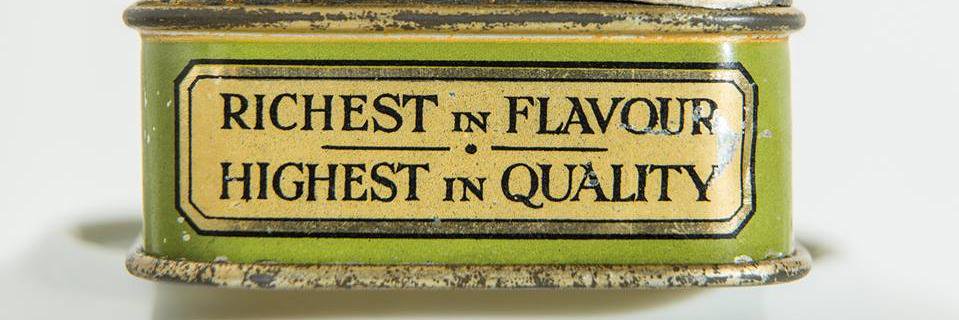 RICHEST IN FLAVOUR
HIGHEST IN QUALITY